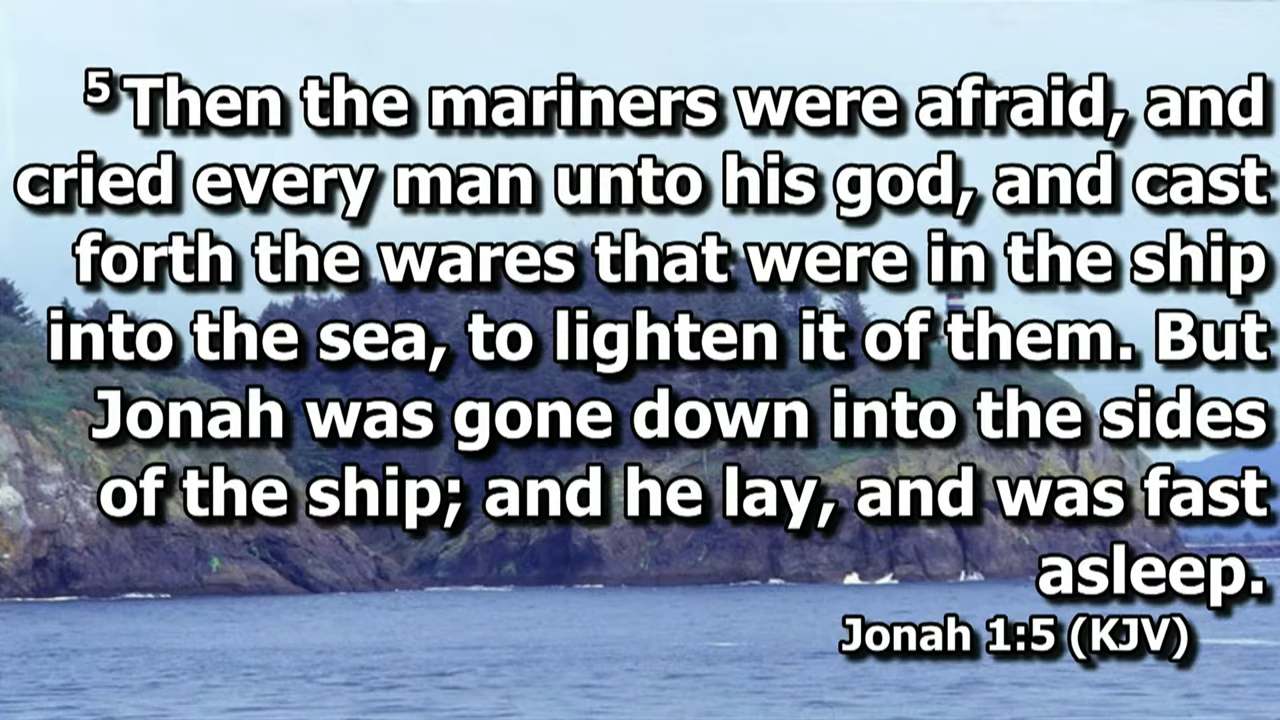 5 Then the mariners were afraid, and
cried every man unto his god, and cast
forth the wares that were in the ship
into the sea, to lighten it of them. But
Jonah was gone down into the sides
of the ship; and he lay, and was fast
asleep.
Jonah 1:5 (KJV)